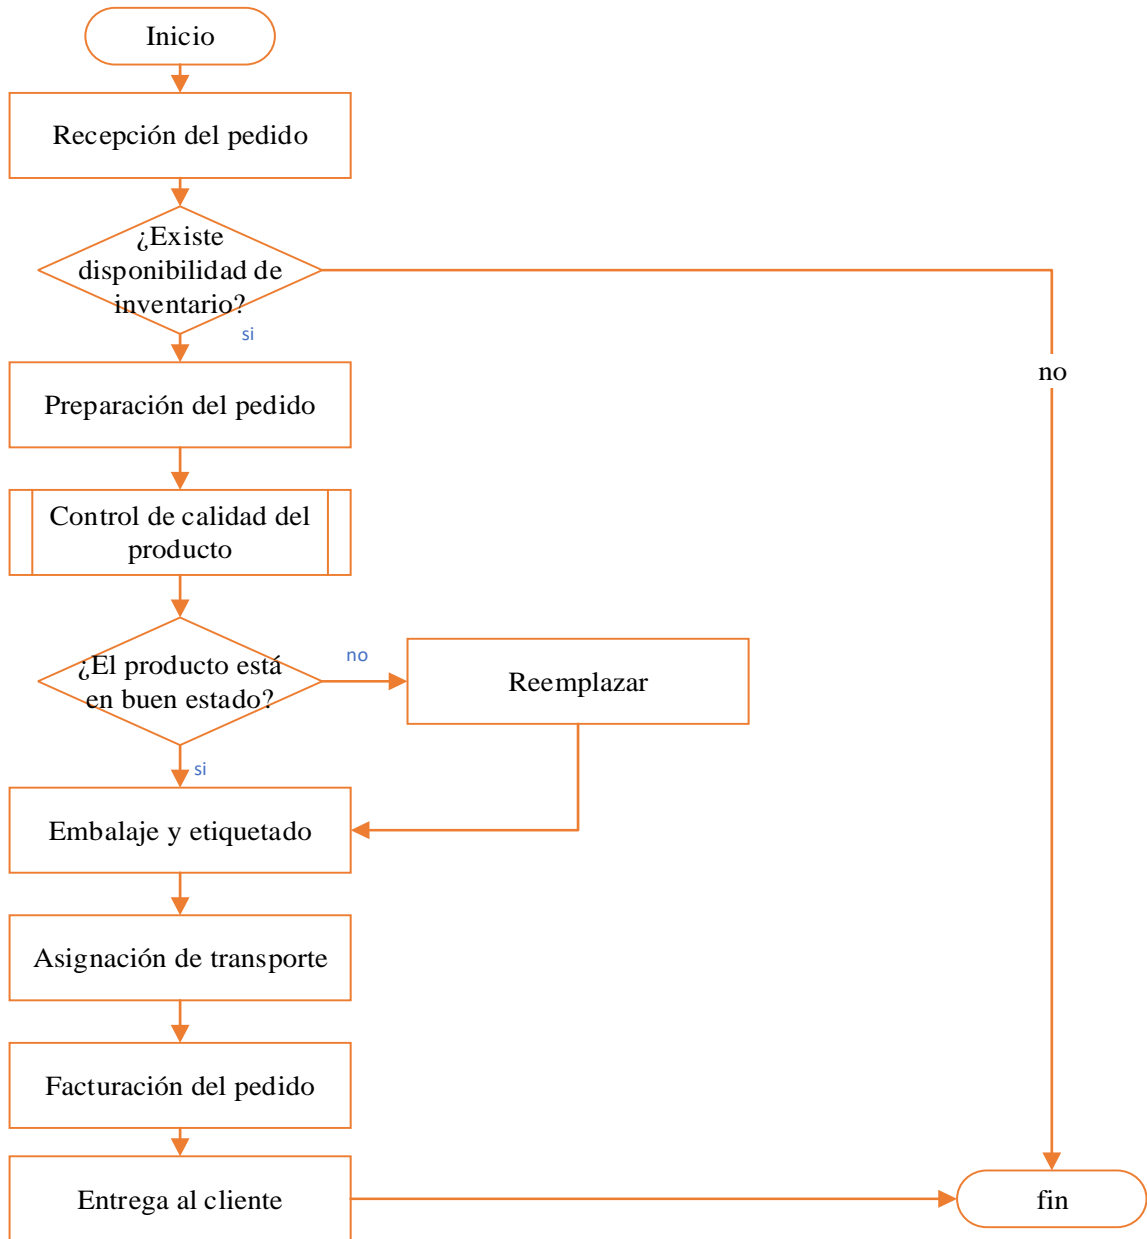 Inicio
Recepción del pedido
¿Existe
disponibilidad de
inventario?
si
no
Preparación del pedido
Control de calidad del
producto
¿El producto está
en buen estado?
no
Reemplazar
si
Embalaje y etiquetado
Asignación de transporte
Facturación del pedido
Entrega al cliente
fin